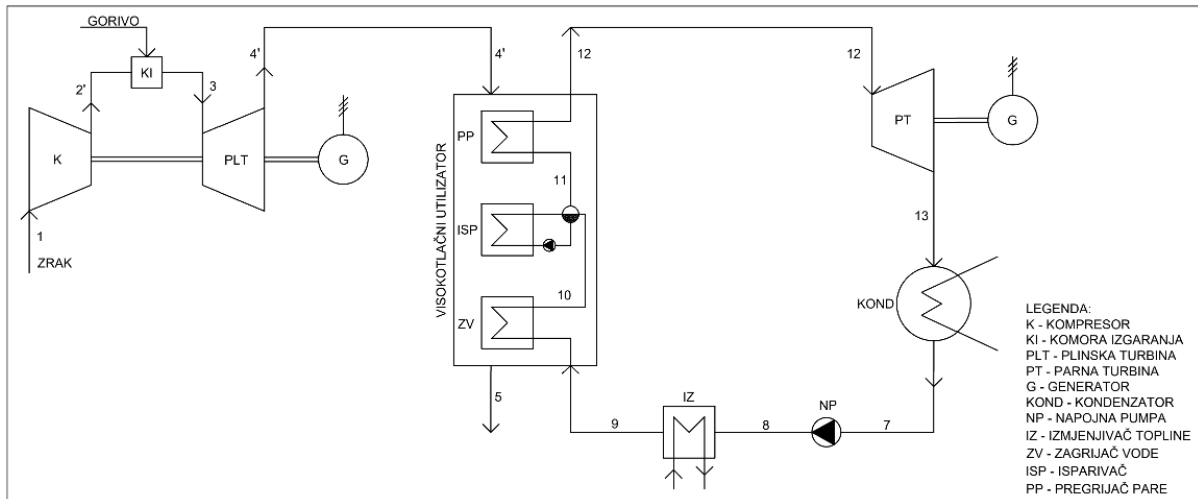 GORIVO
KI
2'
3
4'
K
PLT
G
1
ZRAK
4'
12
VISOKOTLAČNI UTILIZATOR
PP
11
ISP
10
ZV
5
12
PT
G
13
KOND
IZ
NP
9
8
7
LEGENDA:
K - KOMPRESOR
KI - KOMORA IZGARANJA
PLT - PLINSKA TURBINA
PT - PARNA TURBINA
G - GENERATOR
KOND - KONDENZATOR
NP - NAPOJNA PUMPA
IZ - IZMJENJIVAČ TOPLINE
ZV - ZAGRIJAČ VODE
ISP - ISPARIVAČ
PP - PREGRIJAČ PARE